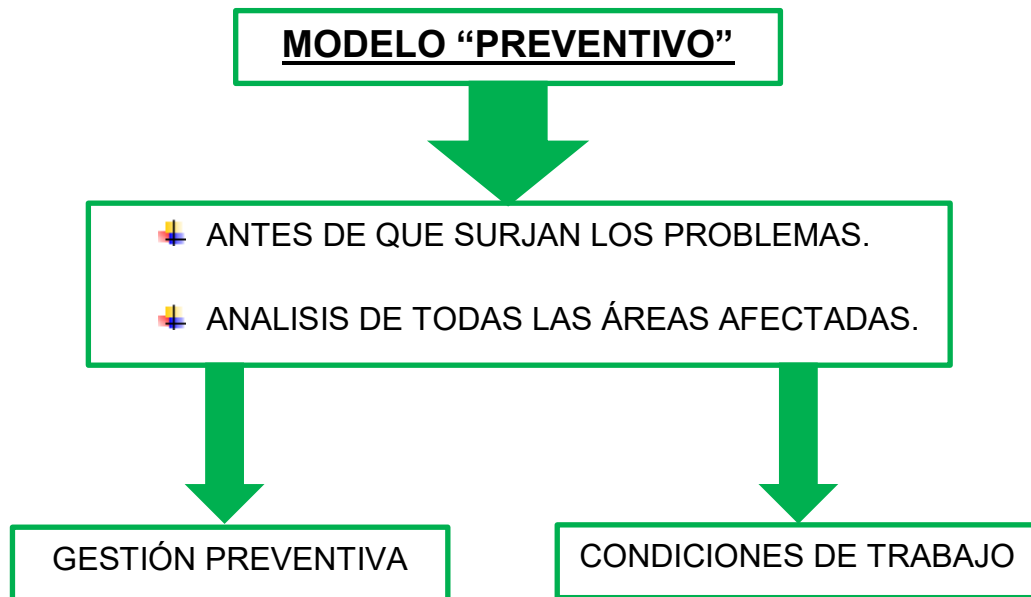 MODELO “PREVENTIVO”
ANTES DE QUE SURJAN LOS PROBLEMAS.
ANALISIS DE TODAS LAS ÁREAS AFECTADAS.
GESTIÓN PREVENTIVA
CONDICIONES DE TRABAJO